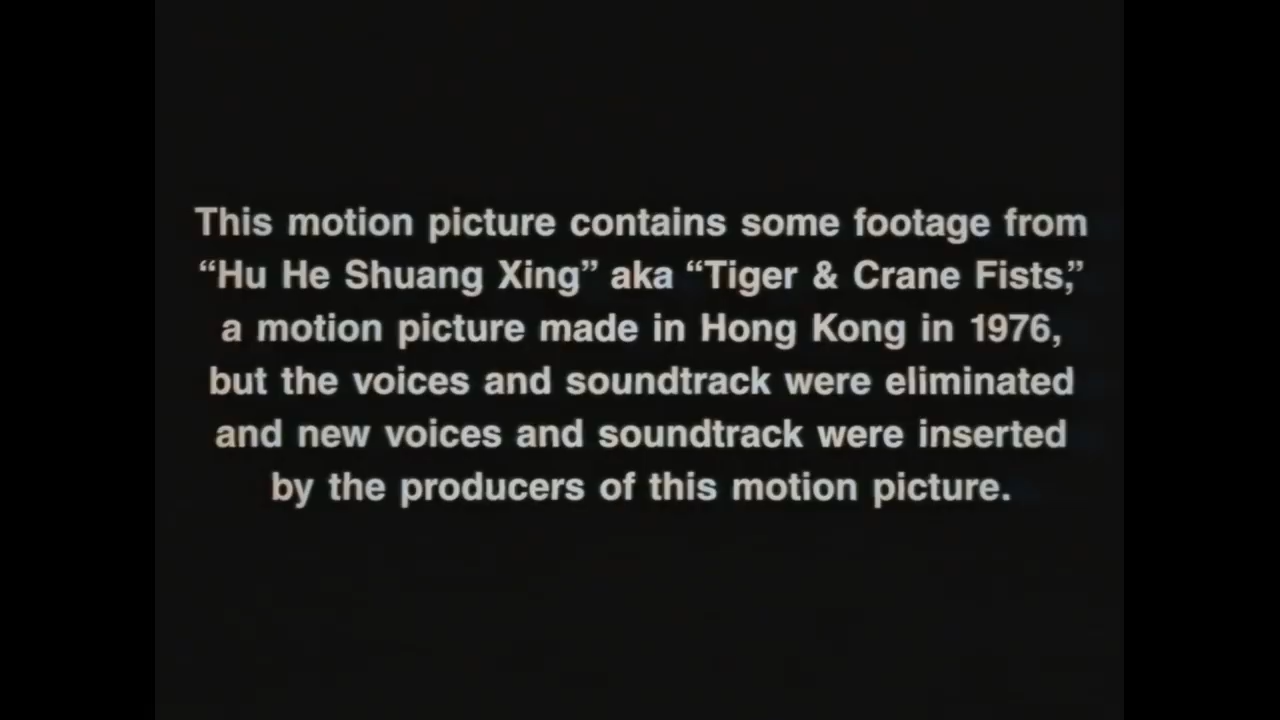 This motion picture contains some footage from
“Hu He Shuang Xing” aka “Tiger & Crane Fists,”
a motion picture made in Hong Kong in 1976,
but the voices and soundtrack were eliminated
and new voices and soundtrack were inserted
by the producers of this motion picture.